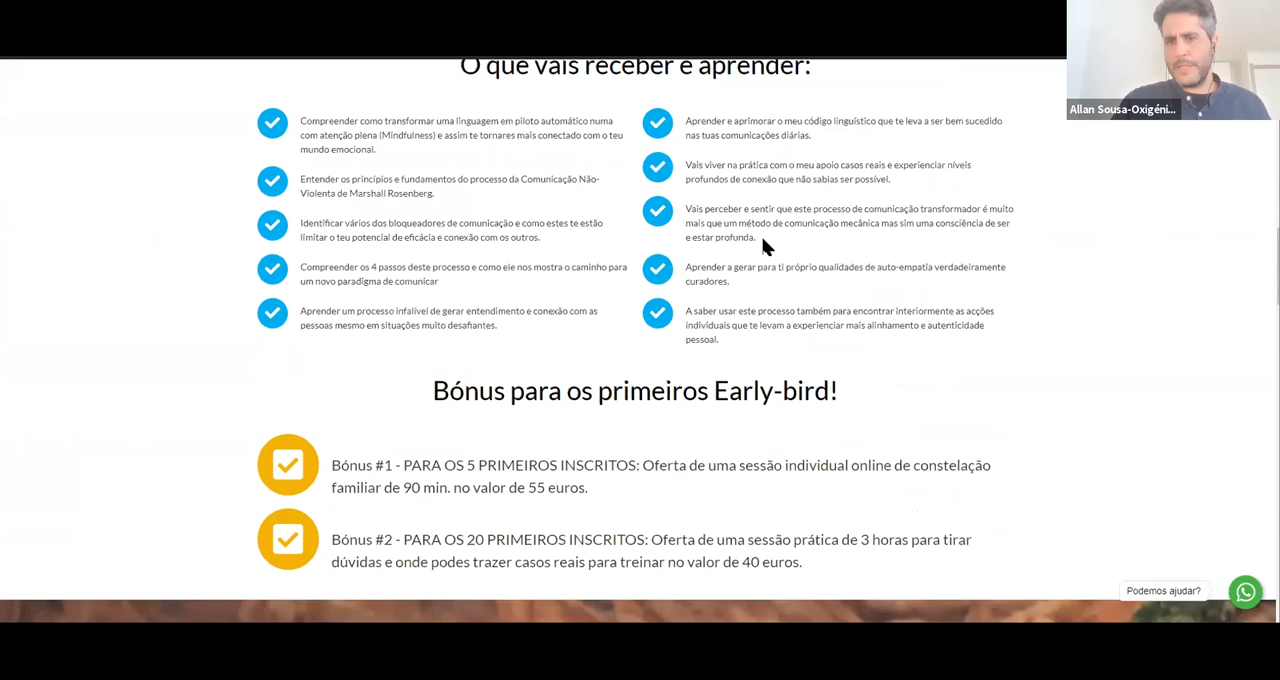 Allan Sousa-Oxigéni...
O que vais receber e aprender:
Compreender como transformar uma linguagem em piloto automático numa
com atenção plena (Mindfulness) e assim te tornares mais conectado com o teu
mundo emocional.
Entender os princípios e fundamentos do processo da Comunicação Não-
Violenta de Marshall Rosenberg.
Identificar vários dos bloqueadores de comunicação e como estes te estão
limitar o teu potencial de eficácia e conexão com os outros.
Compreender os 4 passos deste processo e como ele nos mostra o caminho para
um novo paradigma de comunicar
Aprender um processo infalível de gerar entendimento e conexão com as
pessoas mesmo em situações muito desafiantes.
Aprender e aprimorar o meu código linguístico que te leva a ser bem sucedido
nas tuas comunicações diárias.
Vais viver na prática com o meu apoio casos reais e experienciar níveis
profundos de conexão que não sabias ser possível.
Vais perceber e sentir que este processo de comunicação transformador é muito
mais que um método de comunicação mecânica mas sim uma consciência de ser
e estar profunda.
Aprender a gerar para ti próprio qualidades de auto-empatia verdadeiramente
curadores.
A saber usar este processo também para encontrar interiormente as acções
individuais que te levam a experienciar mais alinhamento e autenticidade
pessoal.
Bónus para os primeiros Early-bird!
Bónus #1 - PARA OS 5 PRIMEIROS INSCRITOS: Oferta de uma sessão individual online de constelação
familiar de 90 min. no valor de 55 euros.
Bónus #2 - PARA OS 20 PRIMEIROS INSCRITOS: Oferta de uma sessão prática de 3 horas para tirar
dúvidas e onde podes trazer casos reais para treinar no valor de 40 euros.
Podemos ajudar?